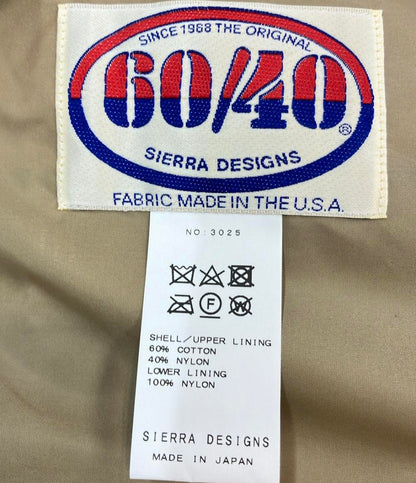 SINCE 1968 THE ORIGINAL
60/40
®
SIERRA DESIGNS
FABRIC MADE IN THE U.S.A.
NO:3025
F
W
SHELL/UPPER LINING
60% COTTON
40% NYLON
LOWER LINING
100% NYLON
SIERRA DESIGNS
MADE IN JAPAN